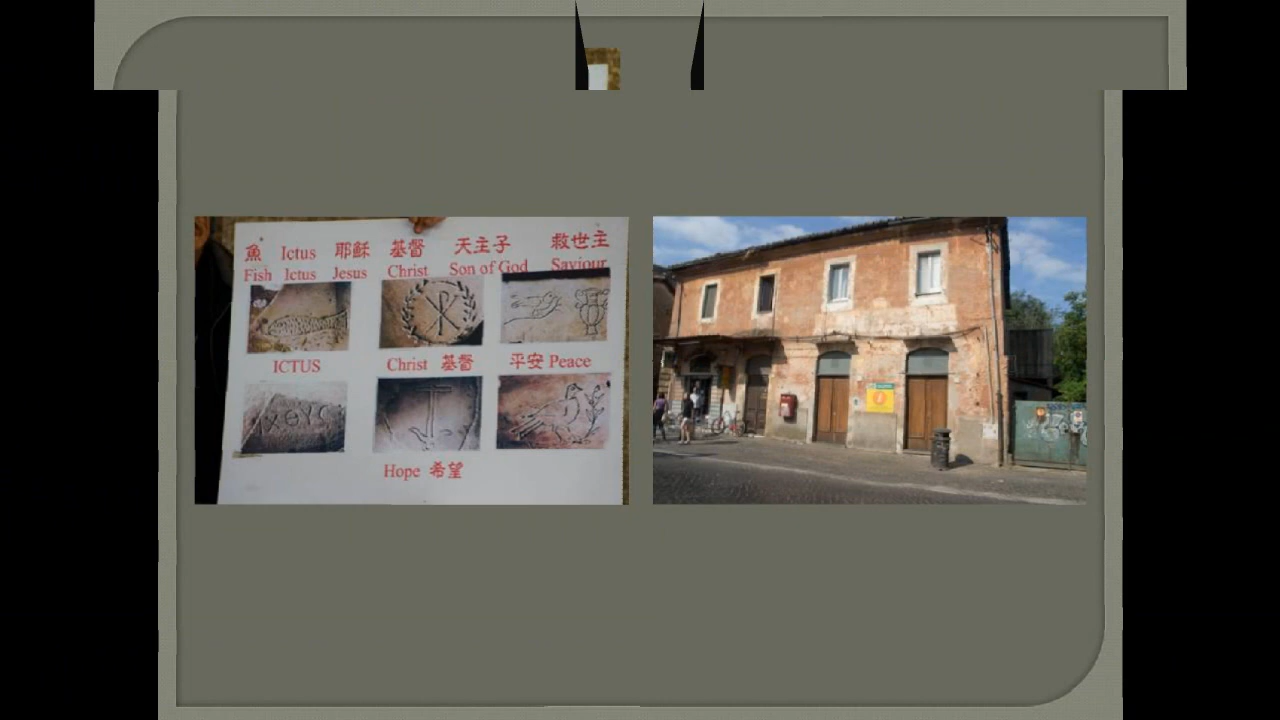 魚 Ictus 耶穌 基督 天主子 救世主
Fish Ictus Jesus Christ Son of God Saviour
ICTUS Christ 基督 平安 Peace
ΙΧΘΥC
Hope 希望